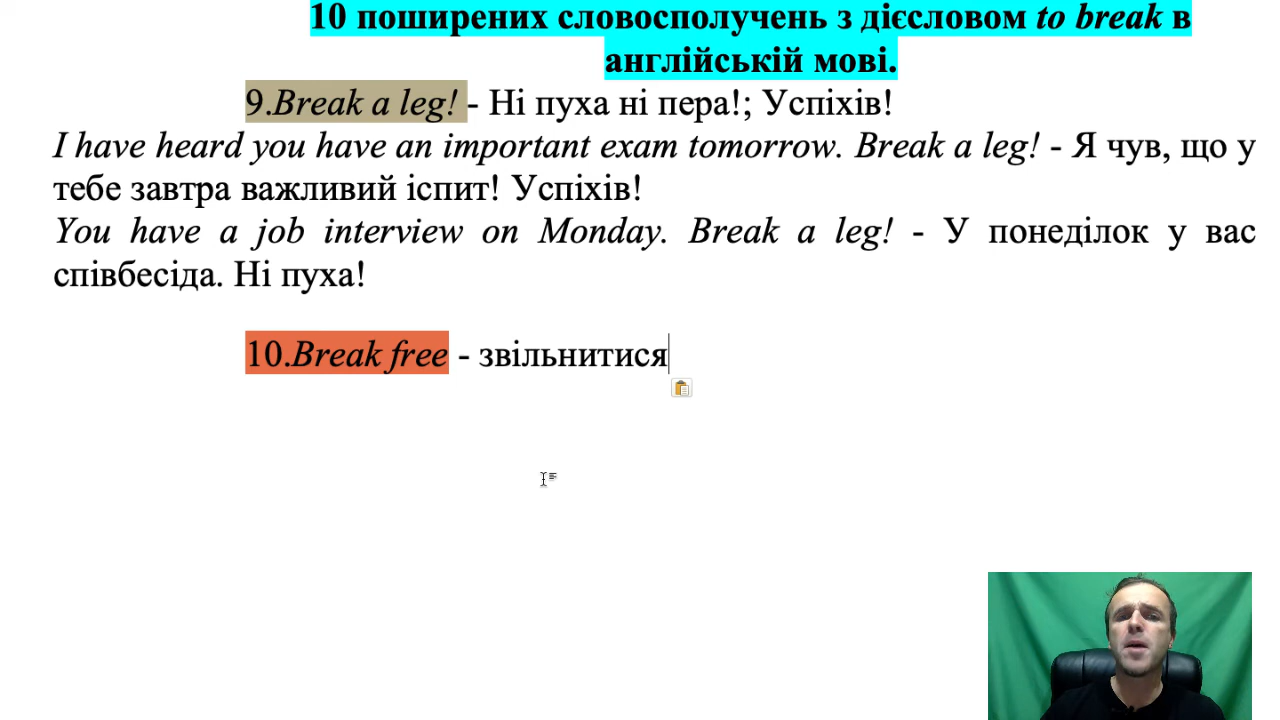 10 поширених словосполучень з дієсловом to break в
англійській мові.
9.Break a leg! - Ні пуха ні пера!; Успіхів!
I have heard you have an important exam tomorrow. Break a leg! - Я чув, що у
тебе завтра важливий іспит! Успіхів!
You have a job interview on Monday. Break a leg! - У понеділок у вас
співбесіда. Ні пуха!
10.Break free - звільнитися